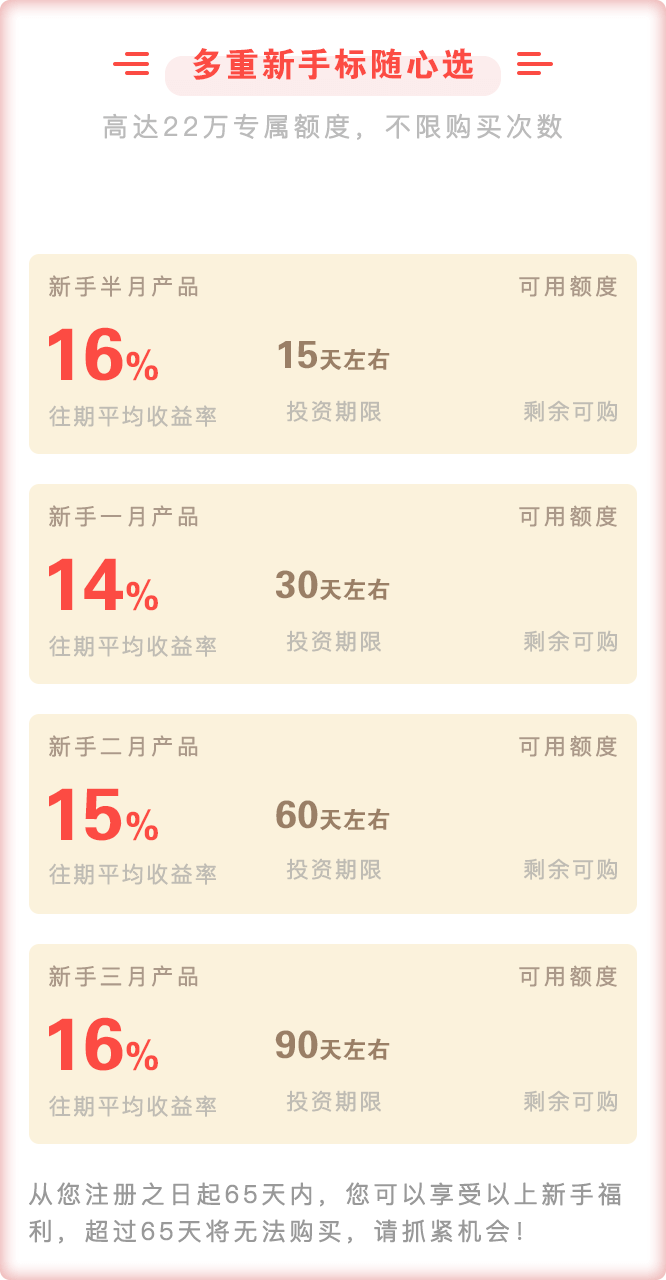 多重新手标随心选
高达22万专属额度，不限购买次数
新手半月产品 可用额度
16% 15天左右
往期平均收益率 投资期限 剩余可购
新手一月产品 可用额度
14% 30天左右
往期平均收益率 投资期限 剩余可购
新手二月产品 可用额度
15% 60天左右
往期平均收益率 投资期限 剩余可购
新手三月产品 可用额度
16% 90天左右
往期平均收益率 投资期限 剩余可购
从您注册之日起65天内，您可以享受以上新手福
利，超过65天将无法购买，请抓紧机会！